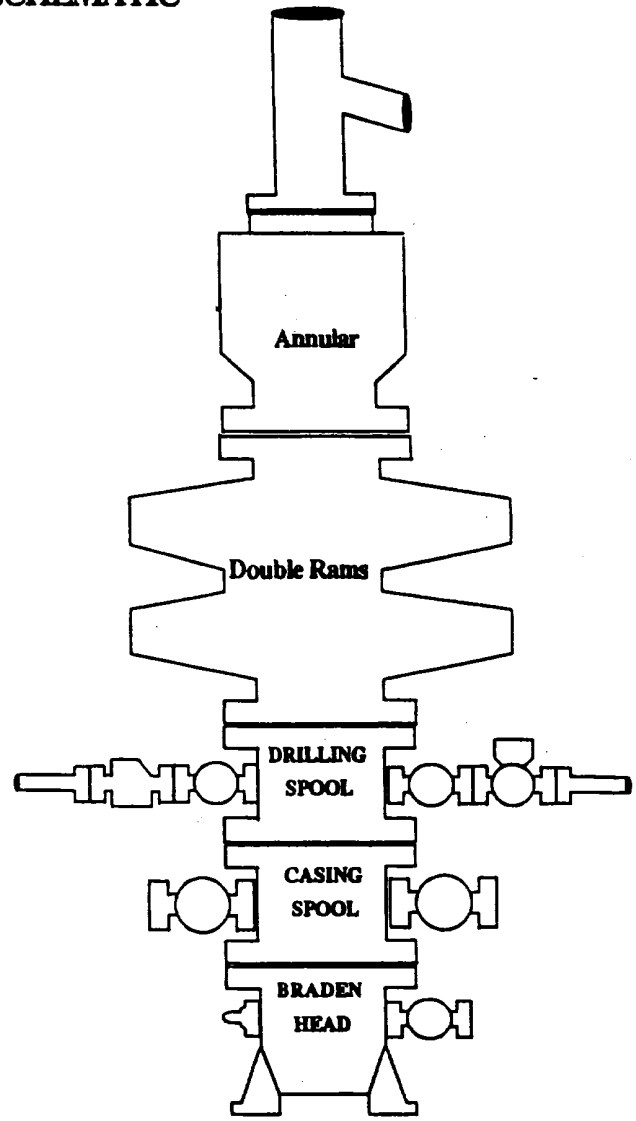 SCHEMATIC
Annular
Double Rams
DRILLING
SPOOL
CASING
SPOOL
BRADEN
HEAD